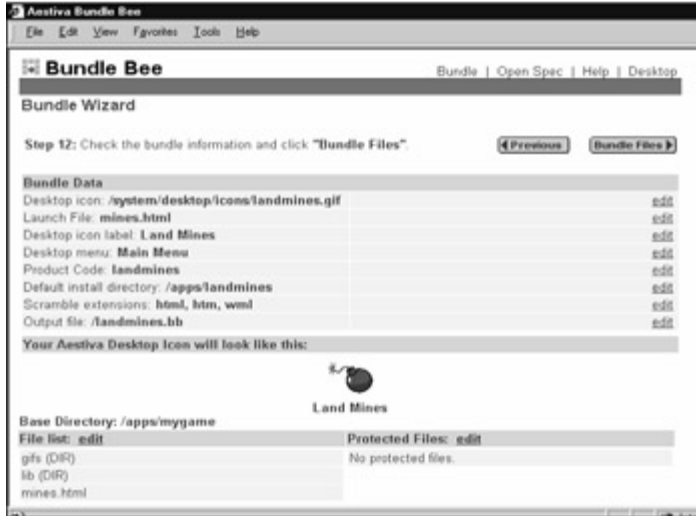 Aestiva Bundle Bee
File Edit View Favorites Tools Help
Bundle Bee
Bundle | Open Spec | Help | Desktop
Bundle Wizard
Step 12: Check the bundle information and click "Bundle Files".
Previous
Bundle Files
Bundle Data
Desktop icon: /system/desktop/icons/landmines.gif edit
Launch File: mines.html edit
Desktop icon label: Land Mines edit
Desktop menu: Main Menu edit
Product Code: landmines edit
Default install directory: /apps/landmines edit
Scramble extensions: html, htm, wml edit
Output file: /landmines.bb edit
Your Aestiva Desktop Icon will look like this:
Land Mines
Base Directory: /apps/mygame
File list: edit
Protected Files: edit
gifs (DIR)
No protected files.
lib (DIR)
mines.html